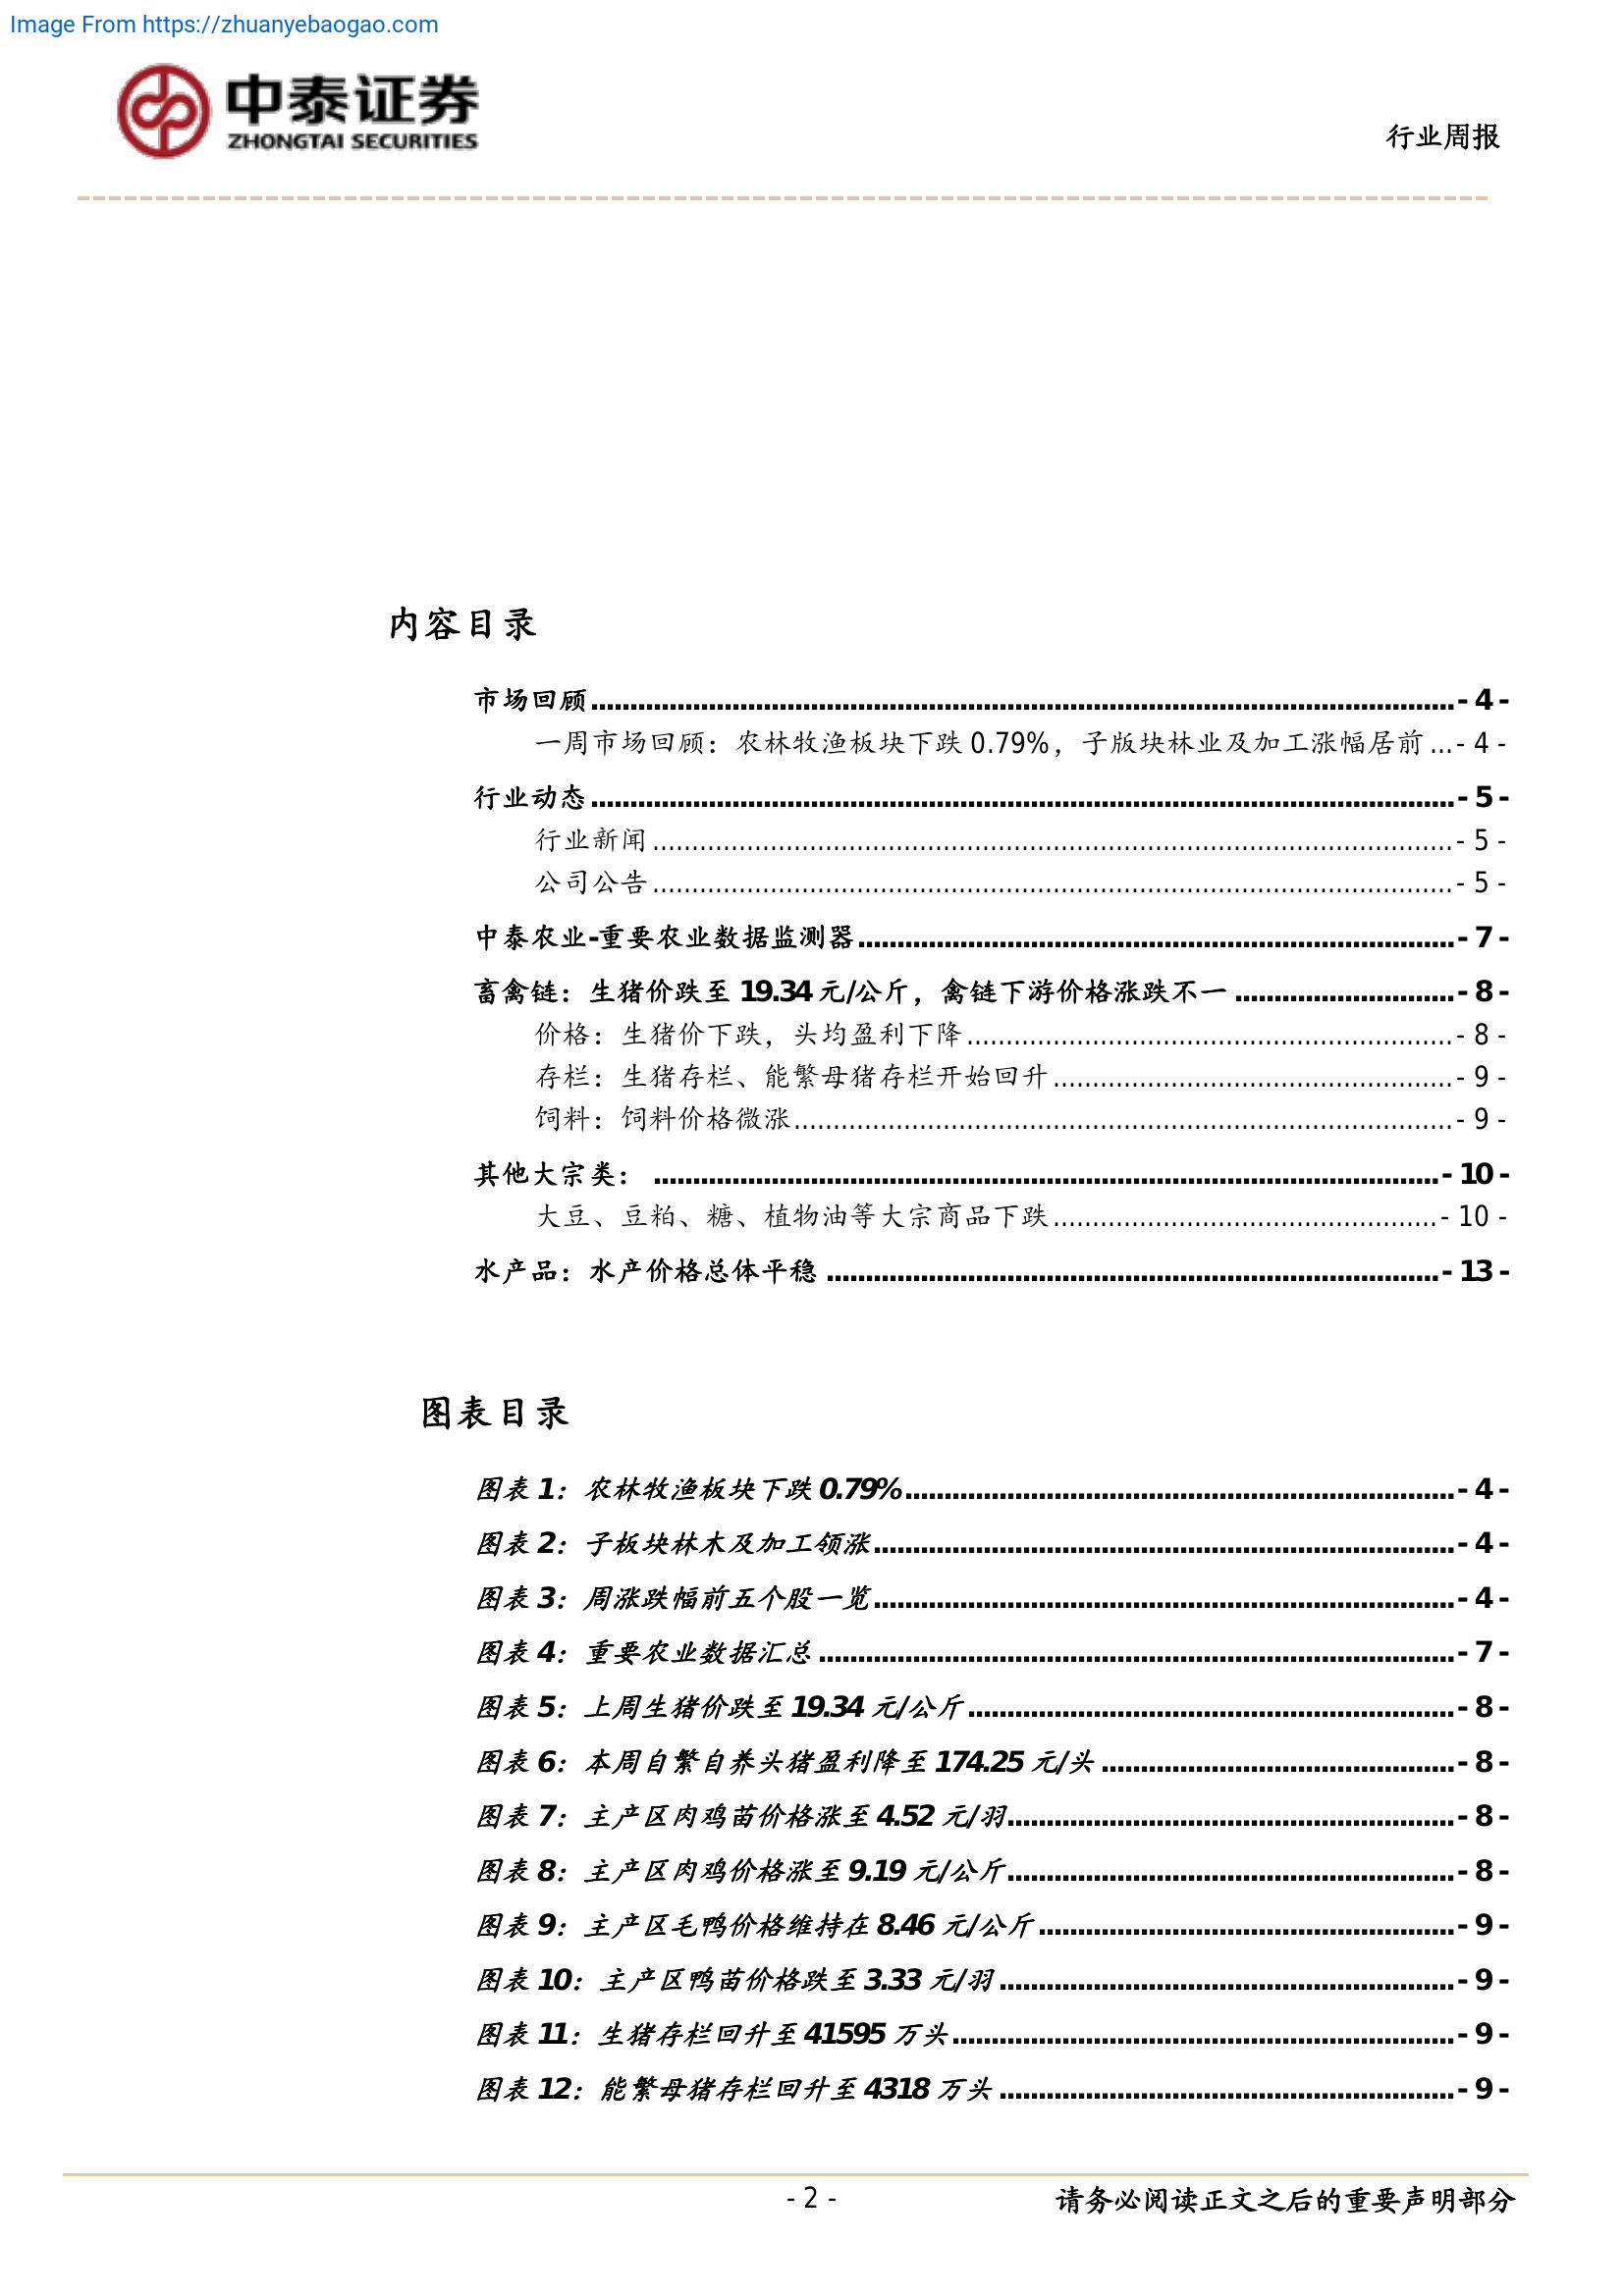 Image From https://zhuanyebaogao.com
中泰证券
ZHONGTAI SECURITIES
行业周报
内容目录
市场回顾 - 4 -
一周市场回顾：农林牧渔板块下跌 0.79%，子版块林业及加工涨幅居前 ... - 4 -
行业动态 - 5 -
行业新闻 - 5 -
公司公告 - 5 -
中泰农业-重要农业数据监测器 - 7 -
畜禽链：生猪价跌至 19.34 元/公斤，禽链下游价格涨跌不一 - 8 -
价格：生猪价下跌，头均盈利下降 - 8 -
存栏：生猪存栏、能繁母猪存栏开始回升 - 9 -
饲料：饲料价格微涨 - 9 -
其他大宗类： - 10 -
大豆、豆粕、糖、植物油等大宗商品下跌 - 10 -
水产品：水产价格总体平稳 - 13 -
图表目录
图表 1：农林牧渔板块下跌 0.79% - 4 -
图表 2：子板块林木及加工领涨 - 4 -
图表 3：周涨跌幅前五个股一览 - 4 -
图表 4：重要农业数据汇总 - 7 -
图表 5：上周生猪价跌至 19.34 元/公斤 - 8 -
图表 6：本周自繁自养头猪盈利降至 174.25 元/头 - 8 -
图表 7：主产区肉鸡苗价格涨至 4.52 元/羽 - 8 -
图表 8：主产区肉鸡价格涨至 9.19 元/公斤 - 8 -
图表 9：主产区毛鸭价格维持在 8.46 元/公斤 - 9 -
图表 10：主产区鸭苗价格跌至 3.33 元/羽 - 9 -
图表 11：生猪存栏回升至 41595 万头 - 9 -
图表 12：能繁母猪存栏回升至 4318 万头 - 9 -
- 2 -
请务必阅读正文之后的重要声明部分